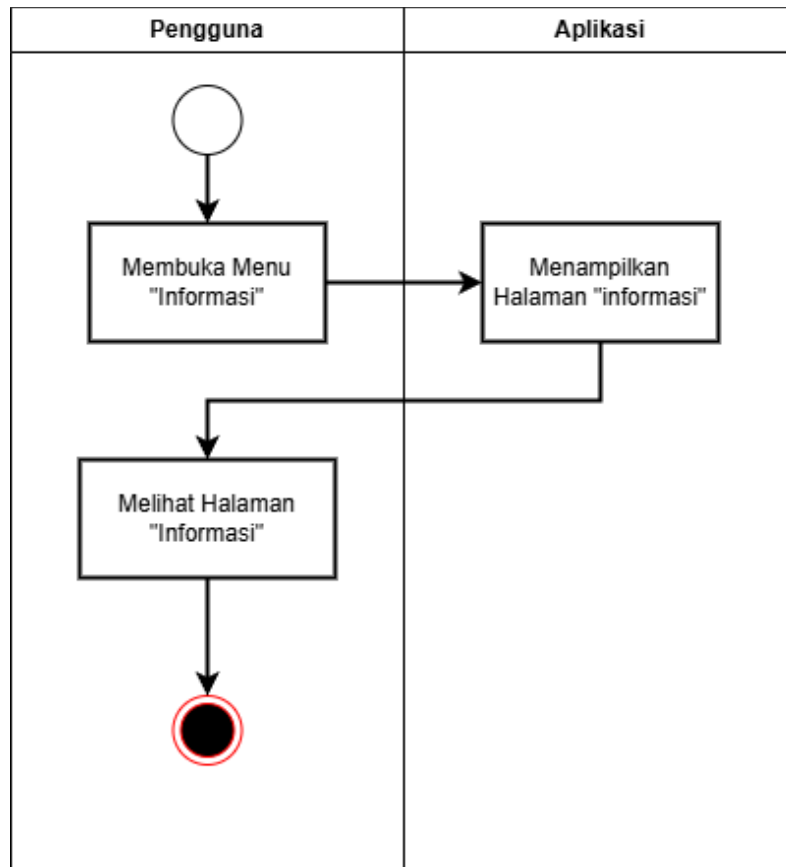 Pengguna
Aplikasi
Membuka Menu
"Informasi"
Menampilkan
Halaman "informasi"
Melihat Halaman
"Informasi"